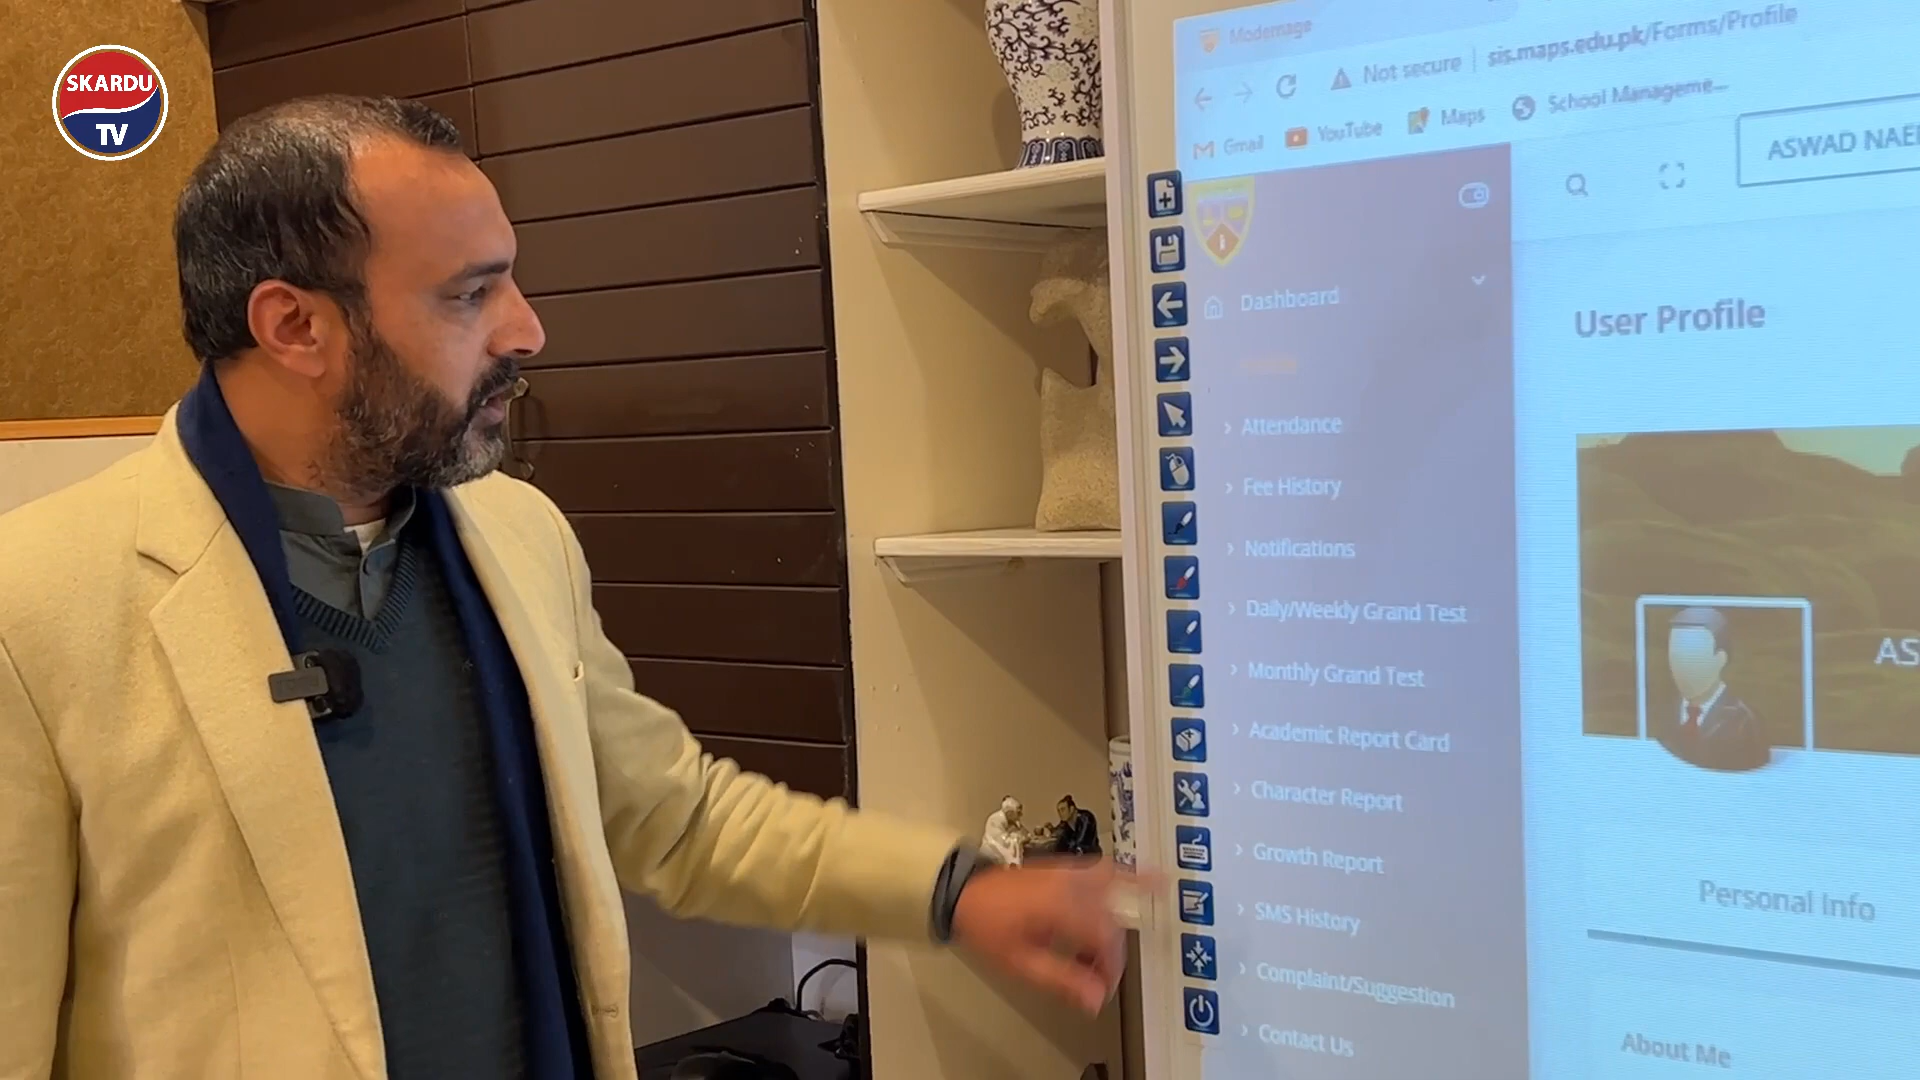 SKARDU
TV
Modernage
Not secure
sis.maps.edu.pk/Forms/Profile
Gmail
YouTube
Maps
School Manageme...
ASWAD NAE
Dashboard
User Profile
Attendance
Fee History
Notifications
Daily/Weekly Grand Test
Monthly Grand Test
AS
Academic Report Card
Character Report
Growth Report
Personal Info
SMS History
Complaint/Suggestion
Contact Us
About Me